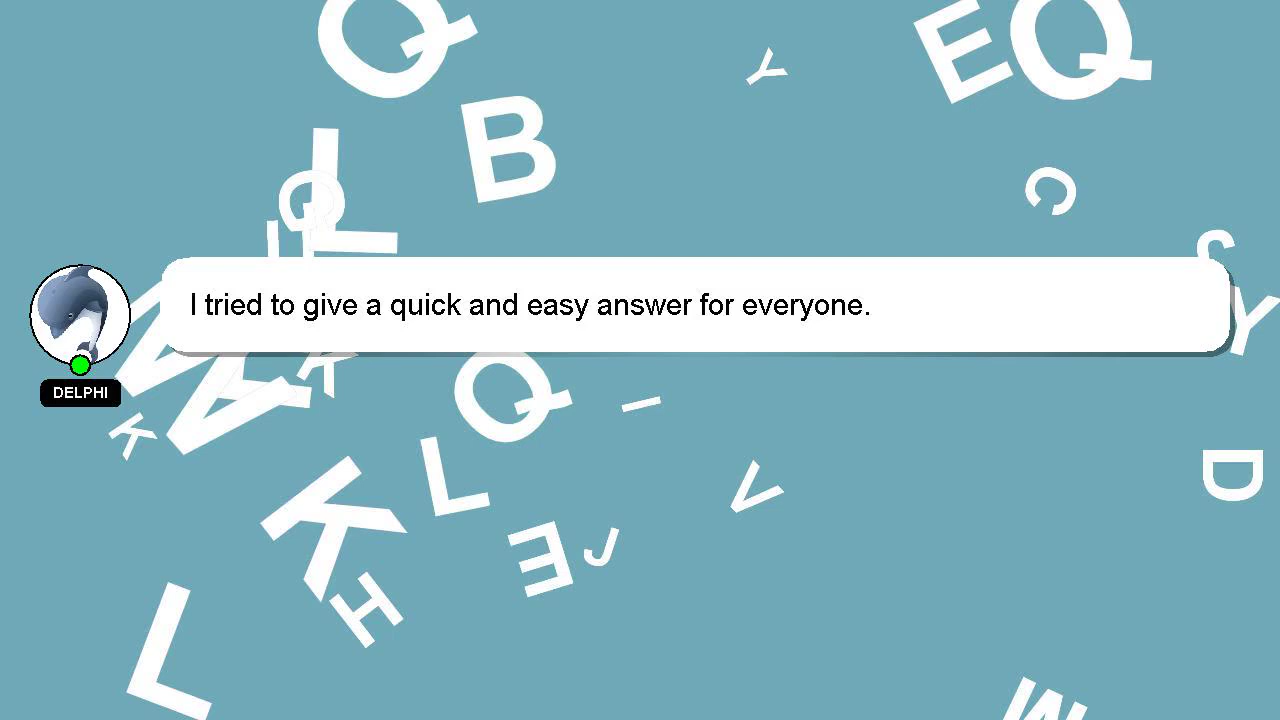 Q
E
Q
Y
B
L
Q
C
S
I tried to give a quick and easy answer for everyone.
DELPHI
Y
K
K
Q
I
L
V
D
K
E
J
H
L
W